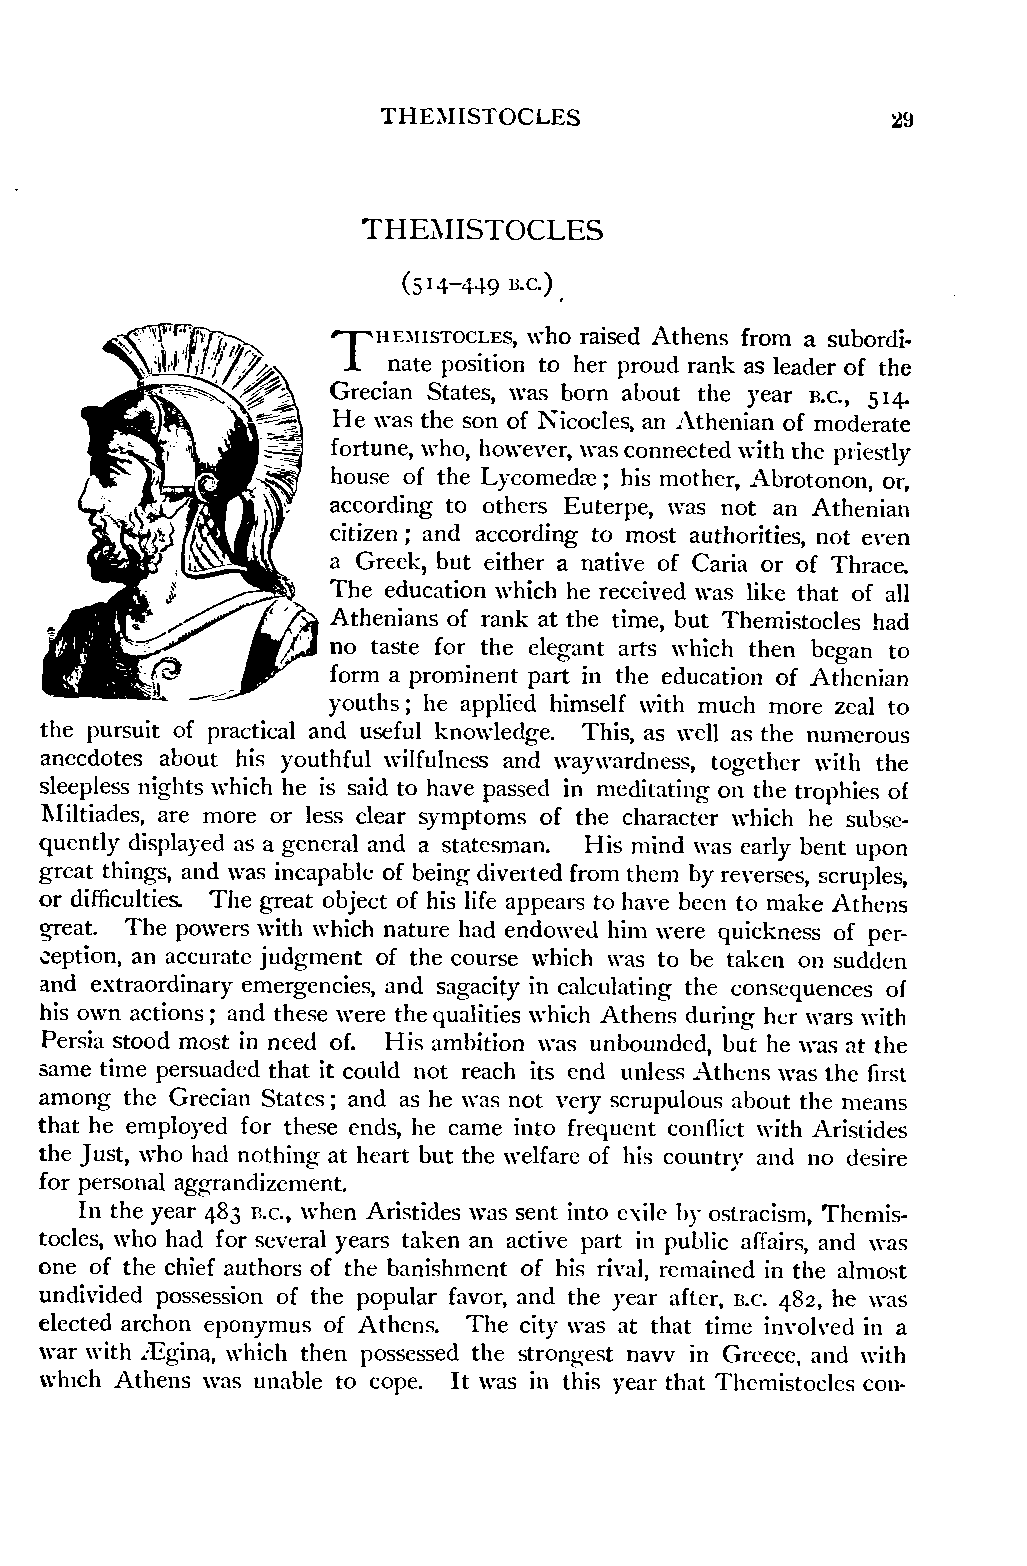 THEMISTOCLES 29
THEMISTOCLES
(514–449 B.C.)
THEMISTOCLES, who raised Athens from a subordi-
nate position to her proud rank as leader of the
Grecian States, was born about the year B.C., 514.
He was the son of Nicocles, an Athenian of moderate
fortune, who, however, was connected with the priestly
house of the Lycomedæ; his mother, Abrotonon, or,
according to others Euterpe, was not an Athenian
citizen; and according to most authorities, not even
a Greek, but either a native of Caria or of Thrace.
The education which he received was like that of all
Athenians of rank at the time, but Themistocles had
no taste for the elegant arts which then began to
form a prominent part in the education of Athenian
youths; he applied himself with much more zeal to
the pursuit of practical and useful knowledge. This, as well as the numerous
anecdotes about his youthful wilfulness and waywardness, together with the
sleepless nights which he is said to have passed in meditating on the trophies of
Miltiades, are more or less clear symptoms of the character which he subse-
quently displayed as a general and a statesman. His mind was early bent upon
great things, and was incapable of being diverted from them by reverses, scruples,
or difficulties. The great object of his life appears to have been to make Athens
great. The powers with which nature had endowed him were quickness of per-
ception, an accurate judgment of the course which was to be taken on sudden
and extraordinary emergencies, and sagacity in calculating the consequences of
his own actions; and these were the qualities which Athens during her wars with
Persia stood most in need of. His ambition was unbounded, but he was at the
same time persuaded that it could not reach its end unless Athens was the first
among the Grecian States; and as he was not very scrupulous about the means
that he employed for these ends, he came into frequent conflict with Aristides
the Just, who had nothing at heart but the welfare of his country and no desire
for personal aggrandizement.
In the year 483 B.C., when Aristides was sent into exile by ostracism, Themis-
tocles, who had for several years taken an active part in public affairs, and was
one of the chief authors of the banishment of his rival, remained in the almost
undivided possession of the popular favor, and the year after, B.C. 482, he was
elected archon eponymus of Athens. The city was at that time involved in a
war with Ægina, which then possessed the strongest navy in Greece, and with
which Athens was unable to cope. It was in this year that Themistocles con-